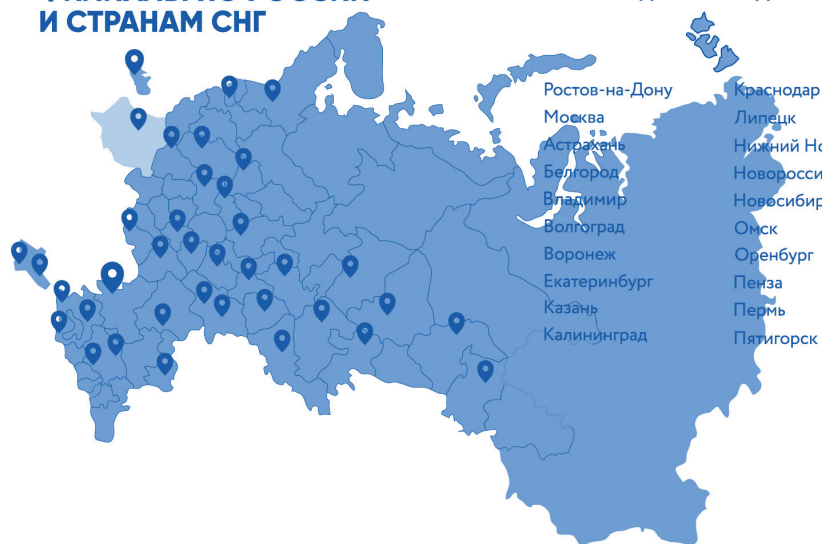 И СТРАНАМ СНГ
Ростов-на-Дону
Москва
Астрахань
Белгород
Владимир
Волгоград
Воронеж
Екатеринбург
Казань
Калининград
Краснодар
Липецк
Нижний
Омск
Оренбург
Пенза
Пермь
Пятигорск